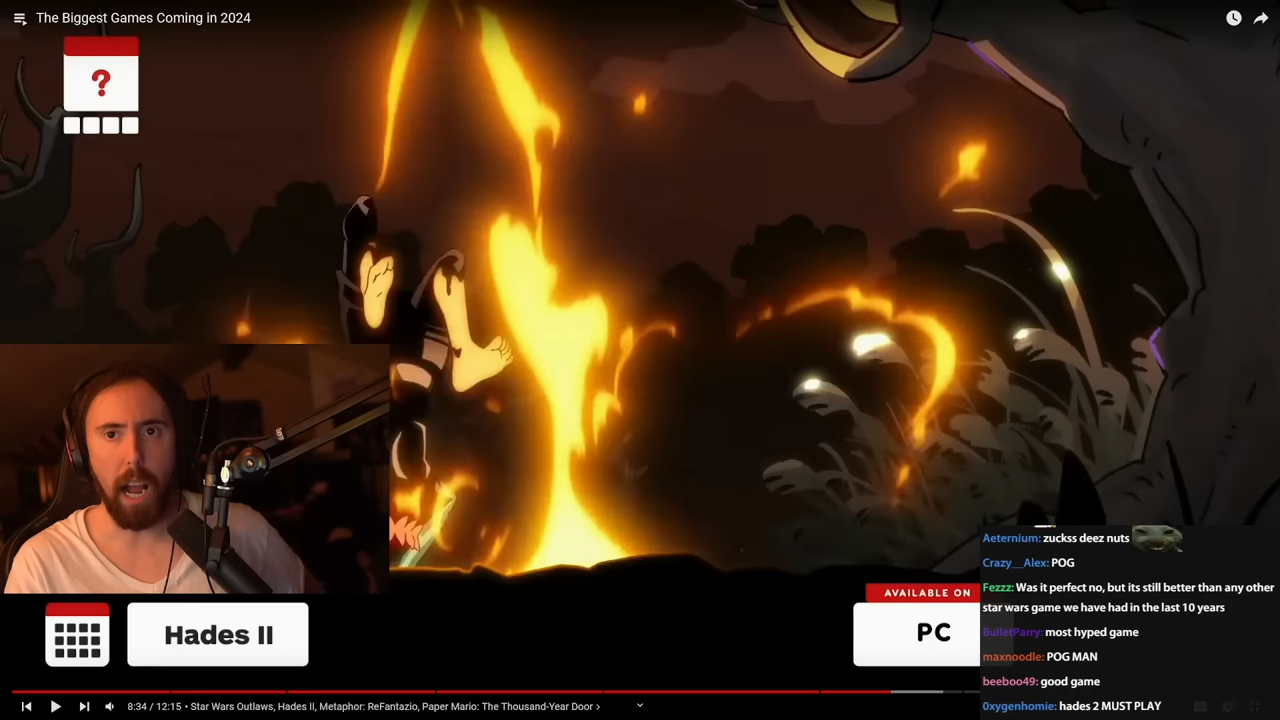 The Biggest Games Coming in 2024
?
Hades II
AVAILABLE ON
PC
Aeternium: zuckss deez nuts
Crazy__Alex: POG
Fezzz: Was it perfect no, but its still better than any other
star wars game we have had in the last 10 years
BulletParry: most hyped game
maxnoodle: POG MAN
beeboo49: good game
0xygenhomie: hades 2 MUST PLAY
8:34 / 12:15 • Star Wars Outlaws, Hades II, Metaphor: ReFantazio, Paper Mario: The Thousand-Year Door >